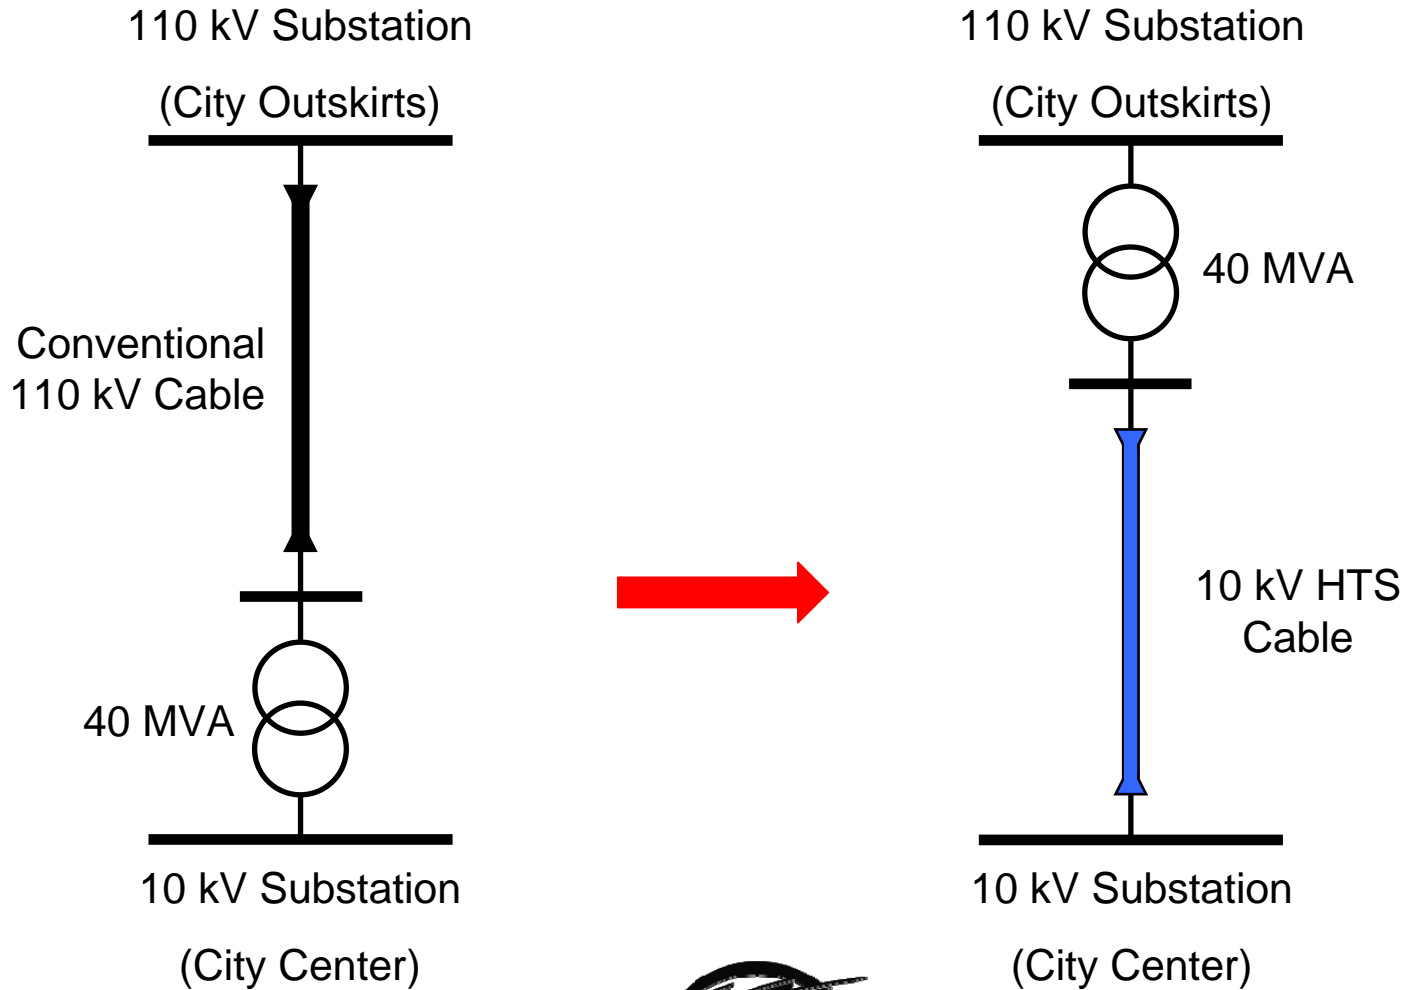 110 kV Substation
(City Outskirts)
Conventional
110 kV Cable
40 MVA
10 kV Substation
(City Center)
110 kV Substation
(City Outskirts)
40 MVA
10 kV HTS
Cable
10 kV Substation
(City Center)